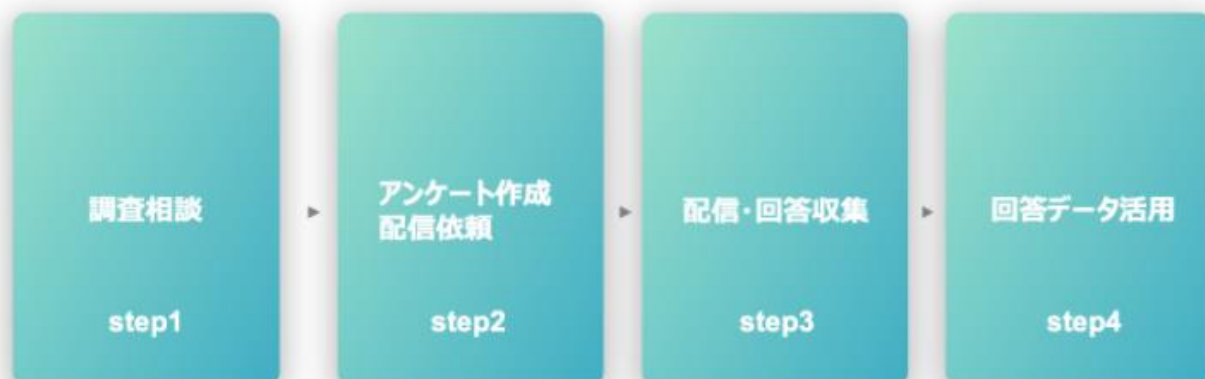 調査相談
step1
アンケート作成
配信依頼
step2
配信・回答収集
step3
回答データ活用
step4